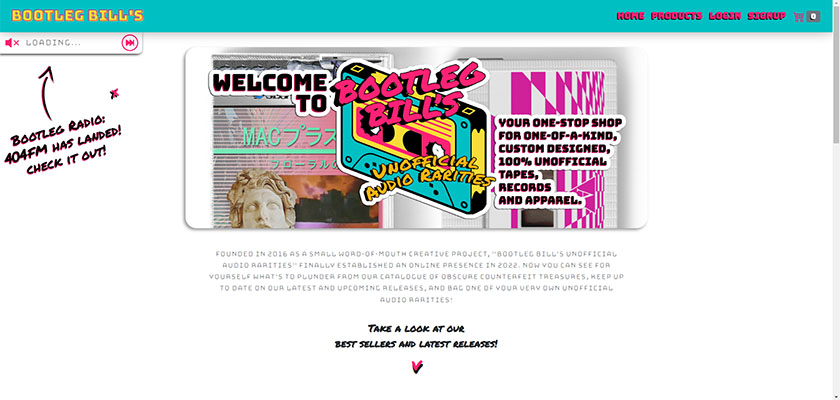 BOOTLEG BILL'S
HOME PRODUCTS LOGIN SIGNUP 0
LOADING...
BOOTLEG RADIO:
404FM HAS LANDED!
CHECK IT OUT!
X
WELCOME
TO
BOOTLEG
BILL'S
UNOFFICIAL
AUDIO RARITIES
MACプラス
フローラルの
YOUR ONE-STOP SHOP
FOR ONE-OF-A-KIND,
CUSTOM DESIGNED,
100% UNOFFICIAL
TAPES,
RECORDS
AND APPAREL.
FOUNDED IN 2016 AS A SMALL WORD-OF-MOUTH CREATIVE PROJECT, "BOOTLEG BILL'S UNOFFICIAL
AUDIO RARITIES" FINALLY ESTABLISHED AN ONLINE PRESENCE IN 2022. NOW YOU CAN SEE FOR
YOURSELF WHAT'S TO PLUNDER FROM OUR CATALOGUE OF OBSCURE COUNTERFEIT TREASURES, KEEP UP
TO DATE ON OUR LATEST AND UPCOMING RELEASES, AND BAG ONE OF YOUR VERY OWN UNOFFICIAL
AUDIO RARITIES!
TAKE A LOOK AT OUR
BEST SELLERS AND LATEST RELEASES!
V